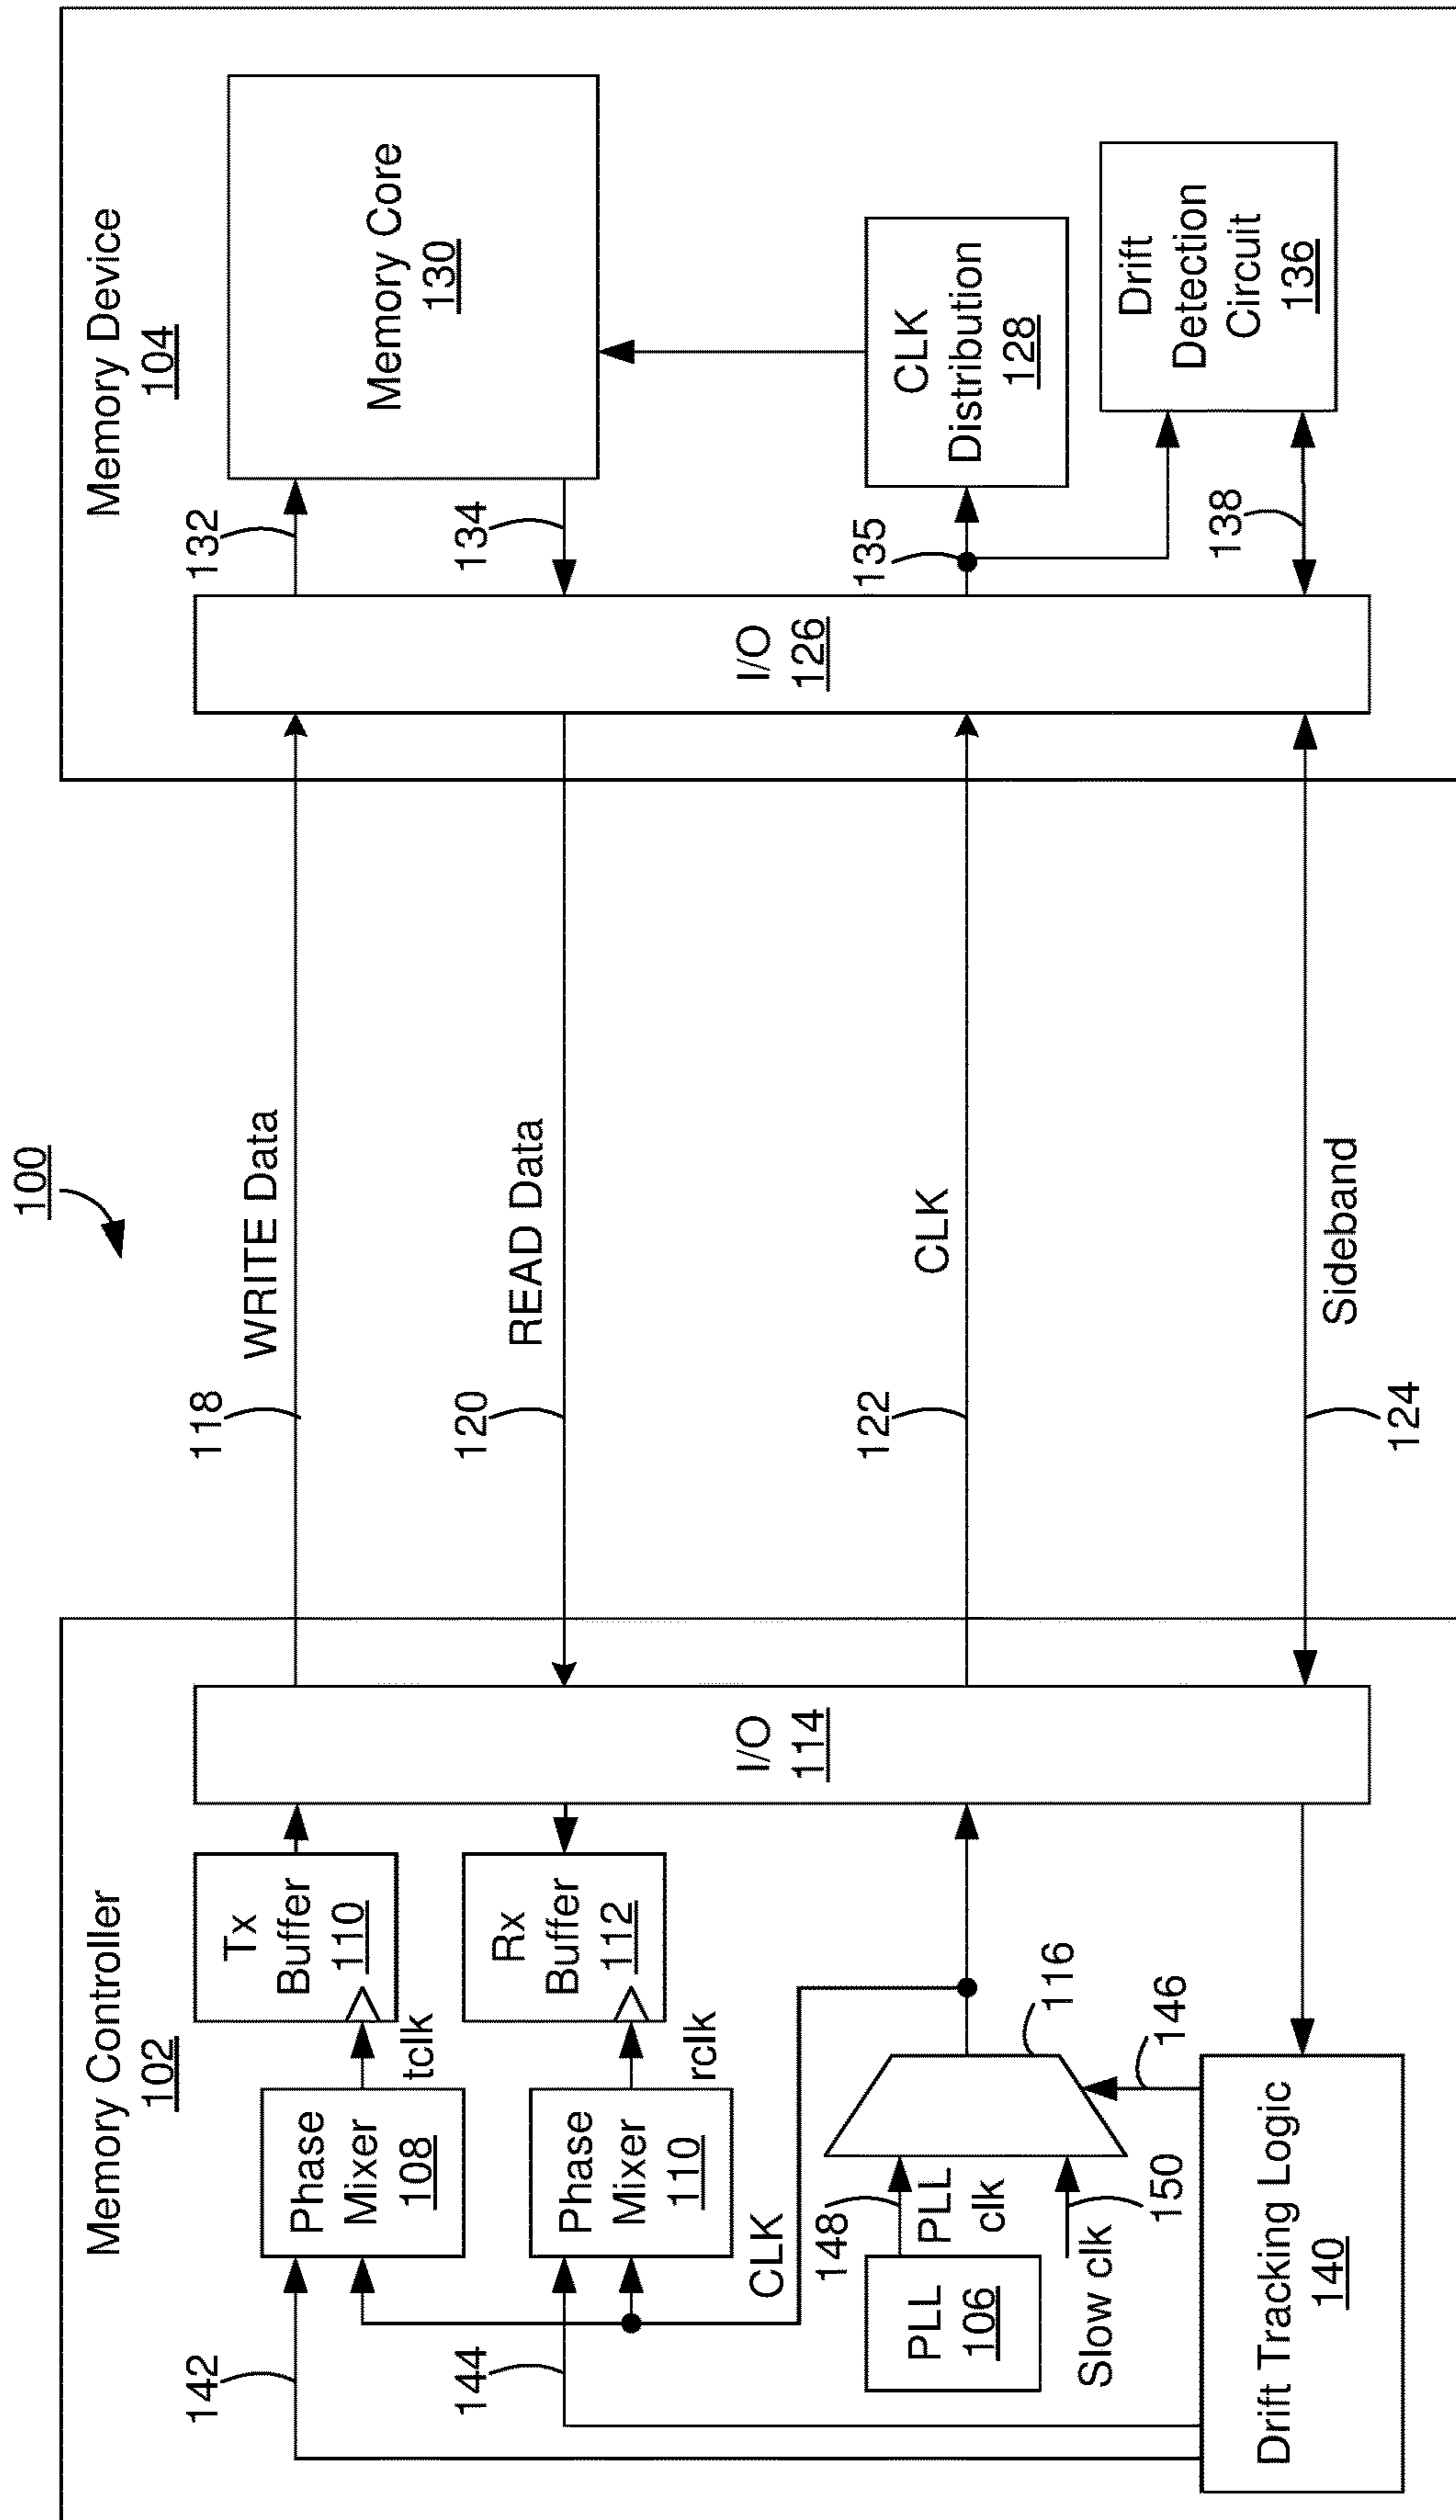 100
Memory Controller
102
Memory Device
104
142
Phase
Mixer
108
tclk
Tx
Buffer
110
118
WRITE Data
132
Memory Core
130
144
Phase
Mixer
110
rclk
Rx
Buffer
112
120
READ Data
134
CLK
I/O
114
I/O
126
148
PLL
clk
PLL
106
Slow clk
150
116
146
122
CLK
135
CLK
Distribution
128
Drift Tracking Logic
140
124
Sideband
138
Drift
Detection
Circuit
136